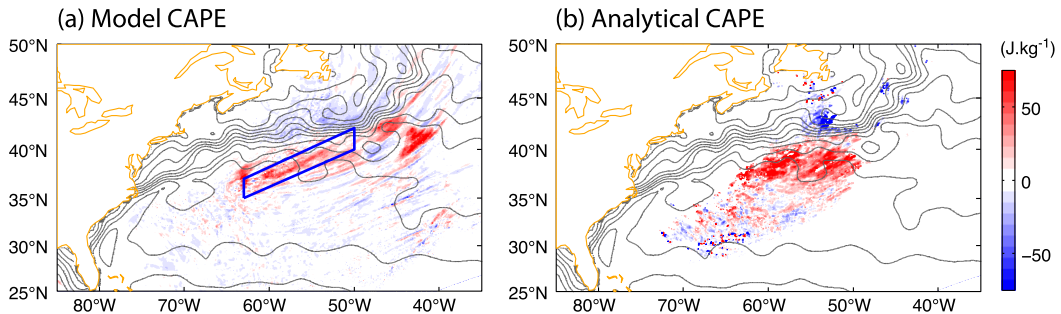 (a) Model CAPE
(b) Analytical CAPE
(J.kg⁻¹)
50°N
45°N
40°N
35°N
30°N
25°N
80°W
70°W
60°W
50°W
40°W
50°N
45°N
40°N
35°N
30°N
25°N
80°W
70°W
60°W
50°W
40°W
50
0
−50